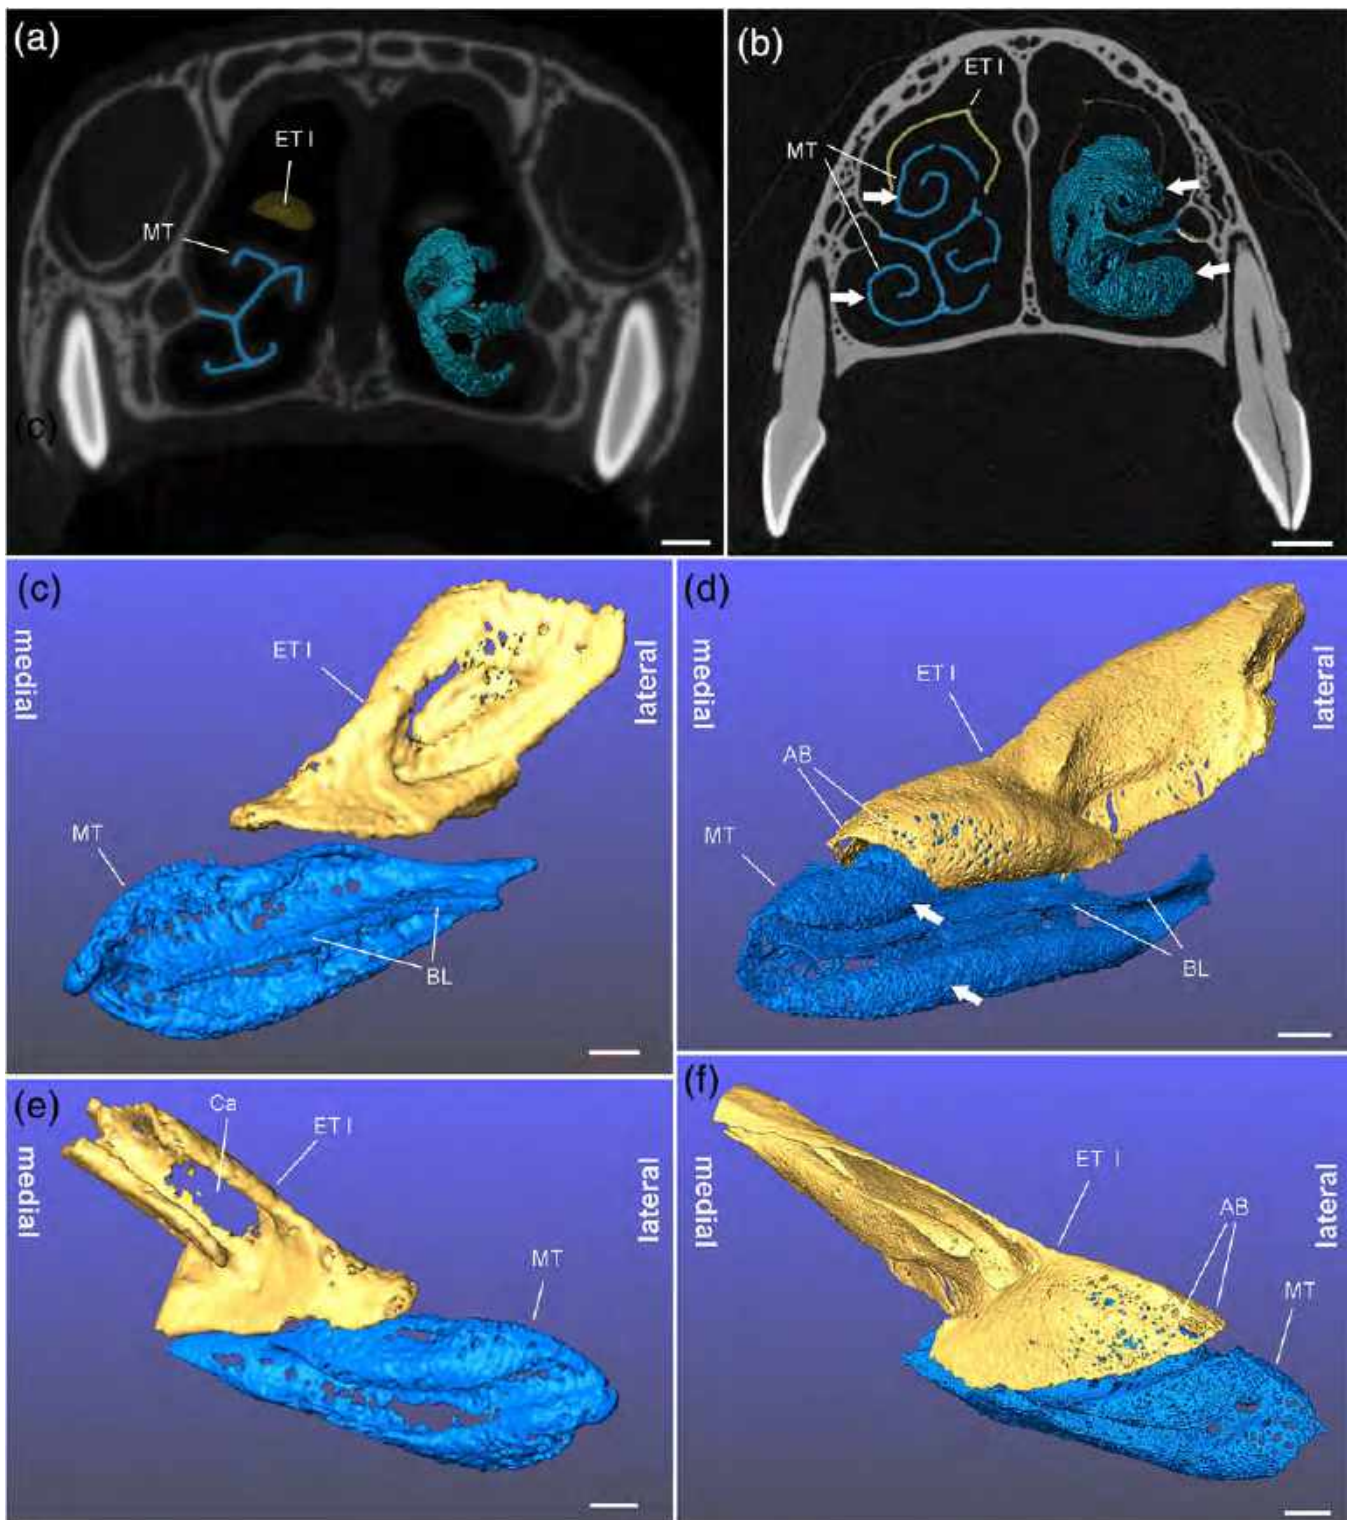 (a)
ET I
MT
(c)
(b)
ET I
MT
(c)
medial
ET I
lateral
MT
BL
(d)
medial
ET I
lateral
AB
MT
BL
(e)
medial
Ca
ET I
lateral
MT
(f)
medial
ET I
lateral
AB
MT